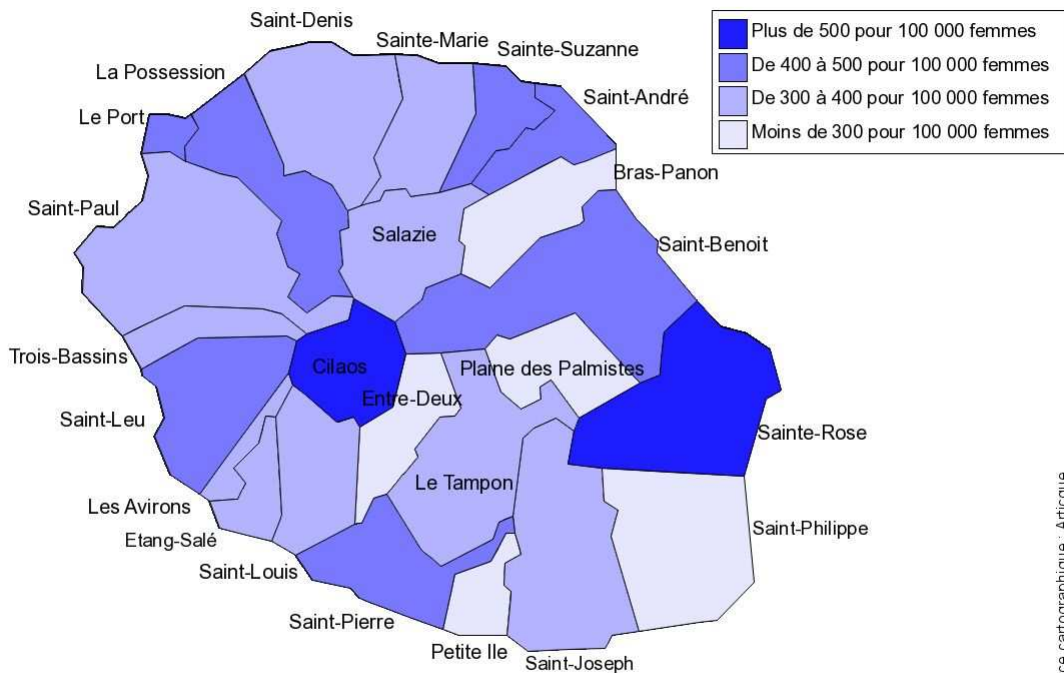 Saint-Denis
Sainte-Marie
Sainte-Suzanne
La Possession
Le Port
Saint-André
Bras-Panon
Saint-Paul
Salazie
Saint-Benoit
Trois-Bassins
Cilaos
Plaine des Palmistes
Entre-Deux
Saint-Leu
Sainte-Rose
Le Tampon
Les Avirons
Saint-Philippe
Etang-Salé
Saint-Louis
Saint-Pierre
Petite Ile
Saint-Joseph
Plus de 500 pour 100 000 femmes
De 400 à 500 pour 100 000 femmes
De 300 à 400 pour 100 000 femmes
Moins de 300 pour 100 000 femmes
cartographique : Articque